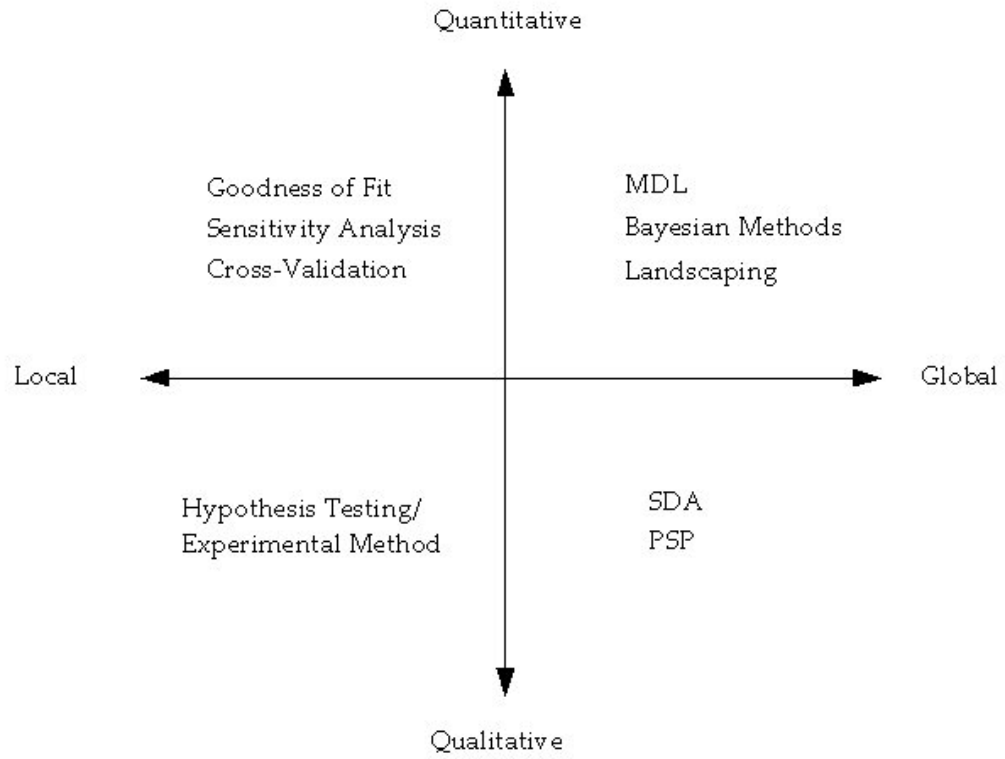 Quantitative
Goodness of Fit
Sensitivity Analysis
Cross-Validation
MDL
Bayesian Methods
Landscaping
Local
Global
Hypothesis Testing/
Experimental Method
SDA
PSP
Qualitative